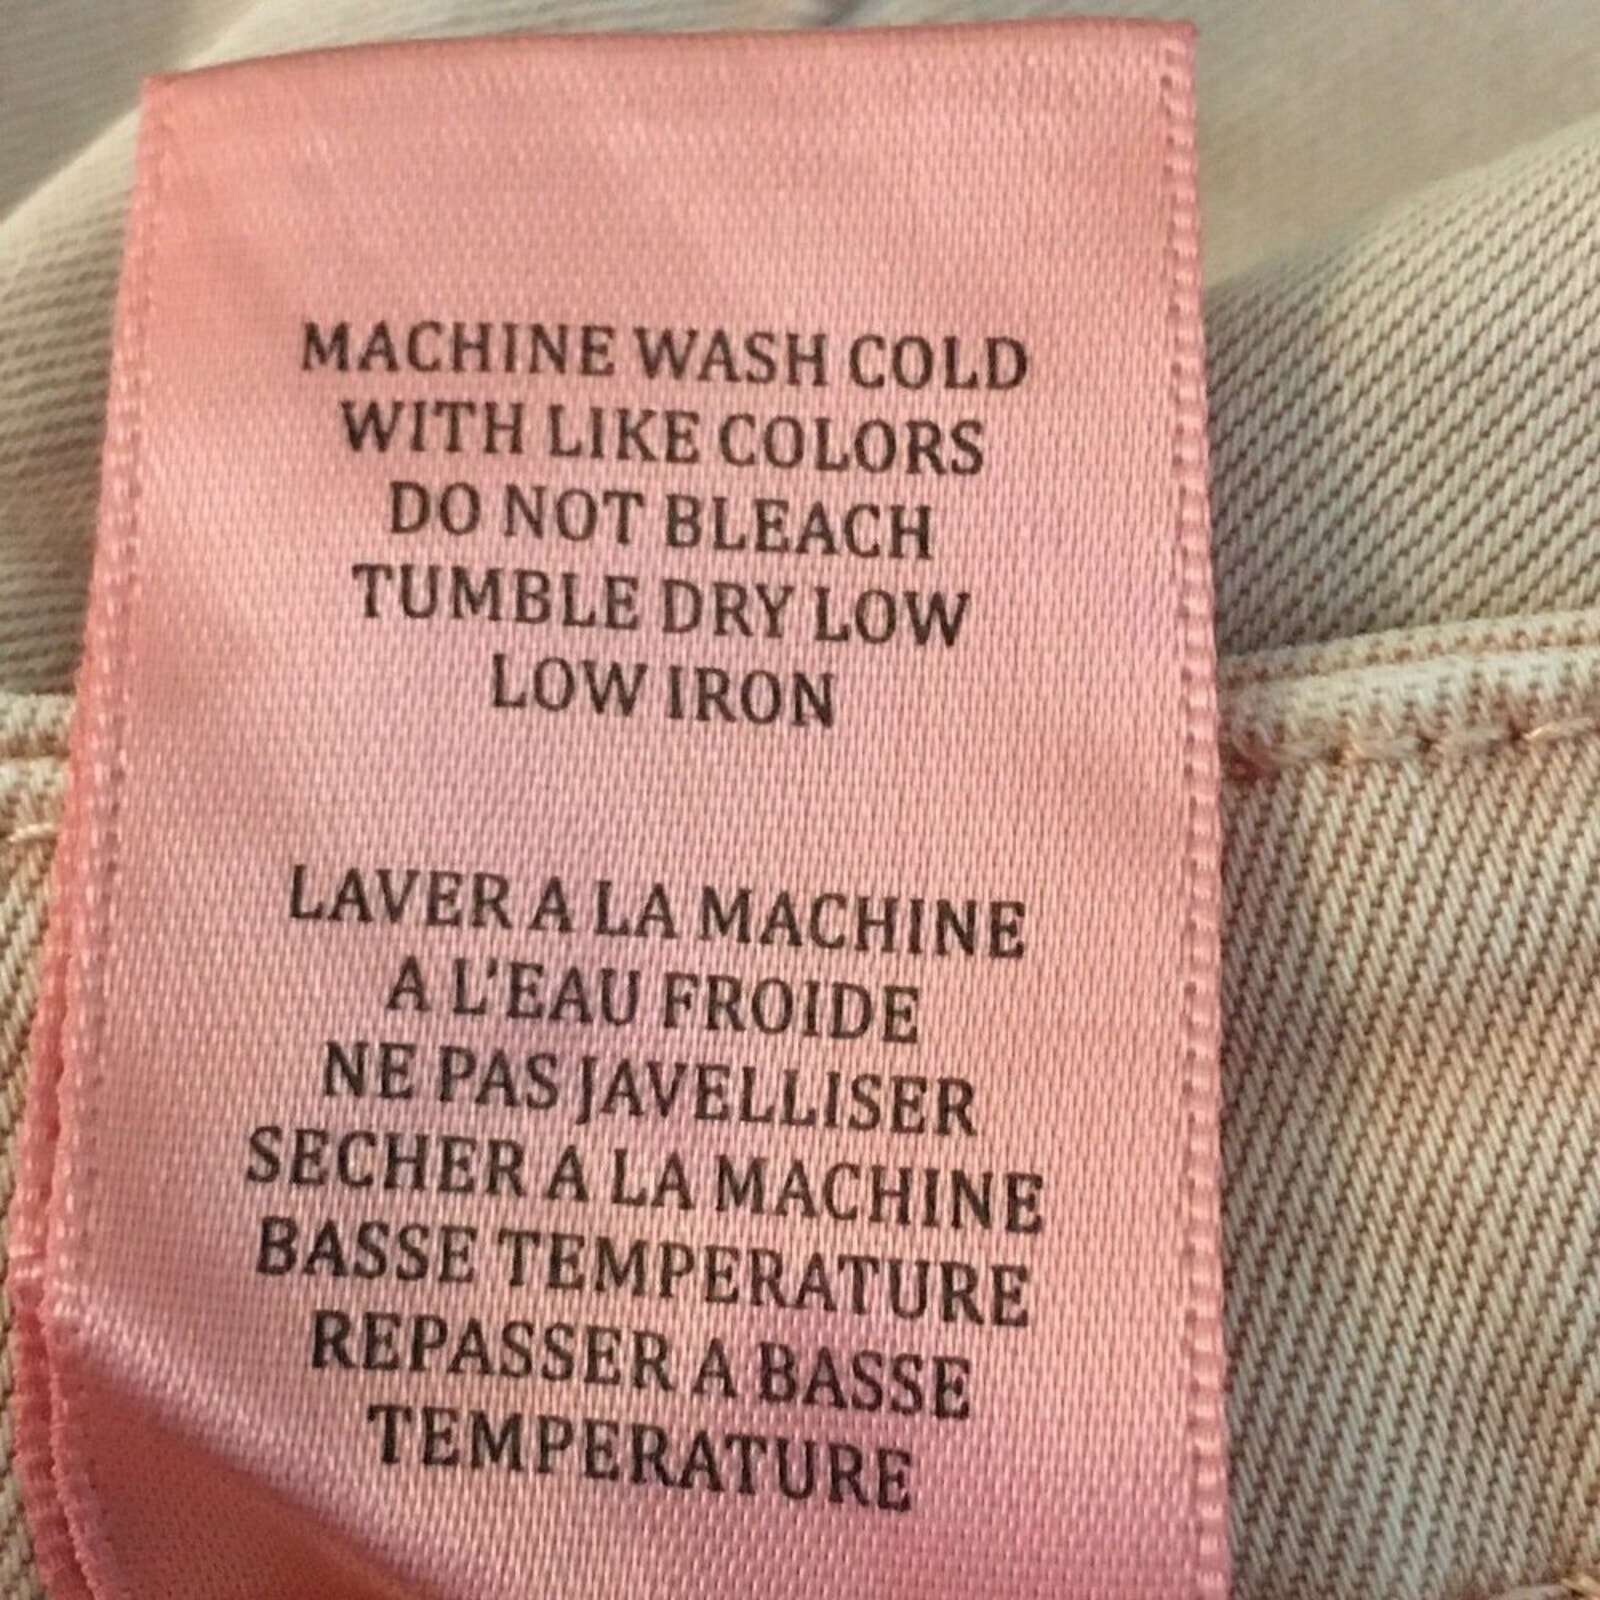 MACHINE WASH COLD
WITH LIKE COLORS
DO NOT BLEACH
TUMBLE DRY LOW
LOW IRON
LAVER A LA MACHINE
A L'EAU FROIDE
NE PAS JAVELLISER
SECHER A LA MACHINE
BASSE TEMPERATURE
REPASSER A BASSE
TEMPERATURE